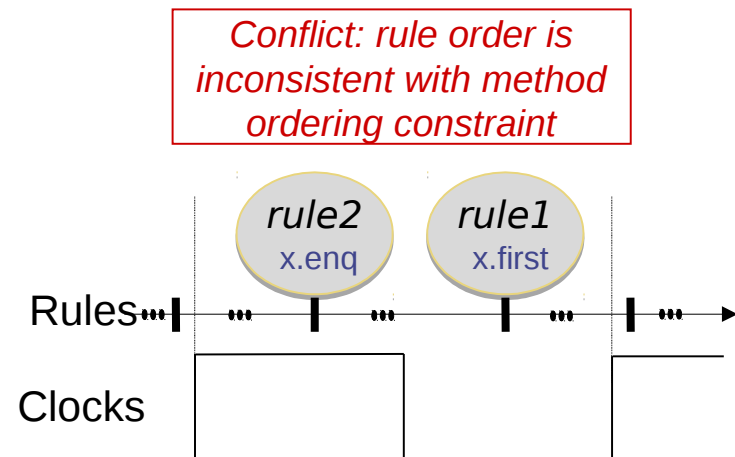 Conflict: rule order is
inconsistent with method
ordering constraint
rule2
x.enq
rule1
x.first
Rules
Clocks